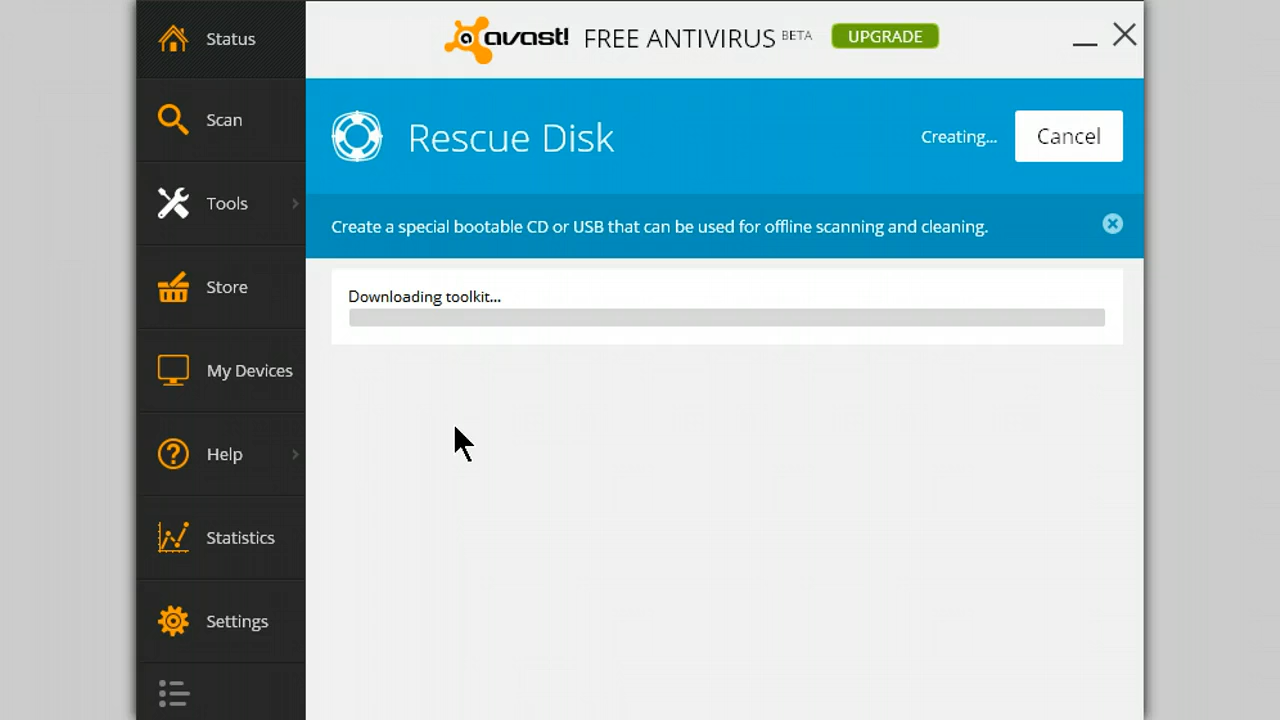 Status
avast! FREE ANTIVIRUS BETA UPGRADE
Scan
Rescue Disk
Creating...
Cancel
Tools
Create a special bootable CD or USB that can be used for offline scanning and cleaning.
Store
Downloading toolkit...
My Devices
Help
Statistics
Settings